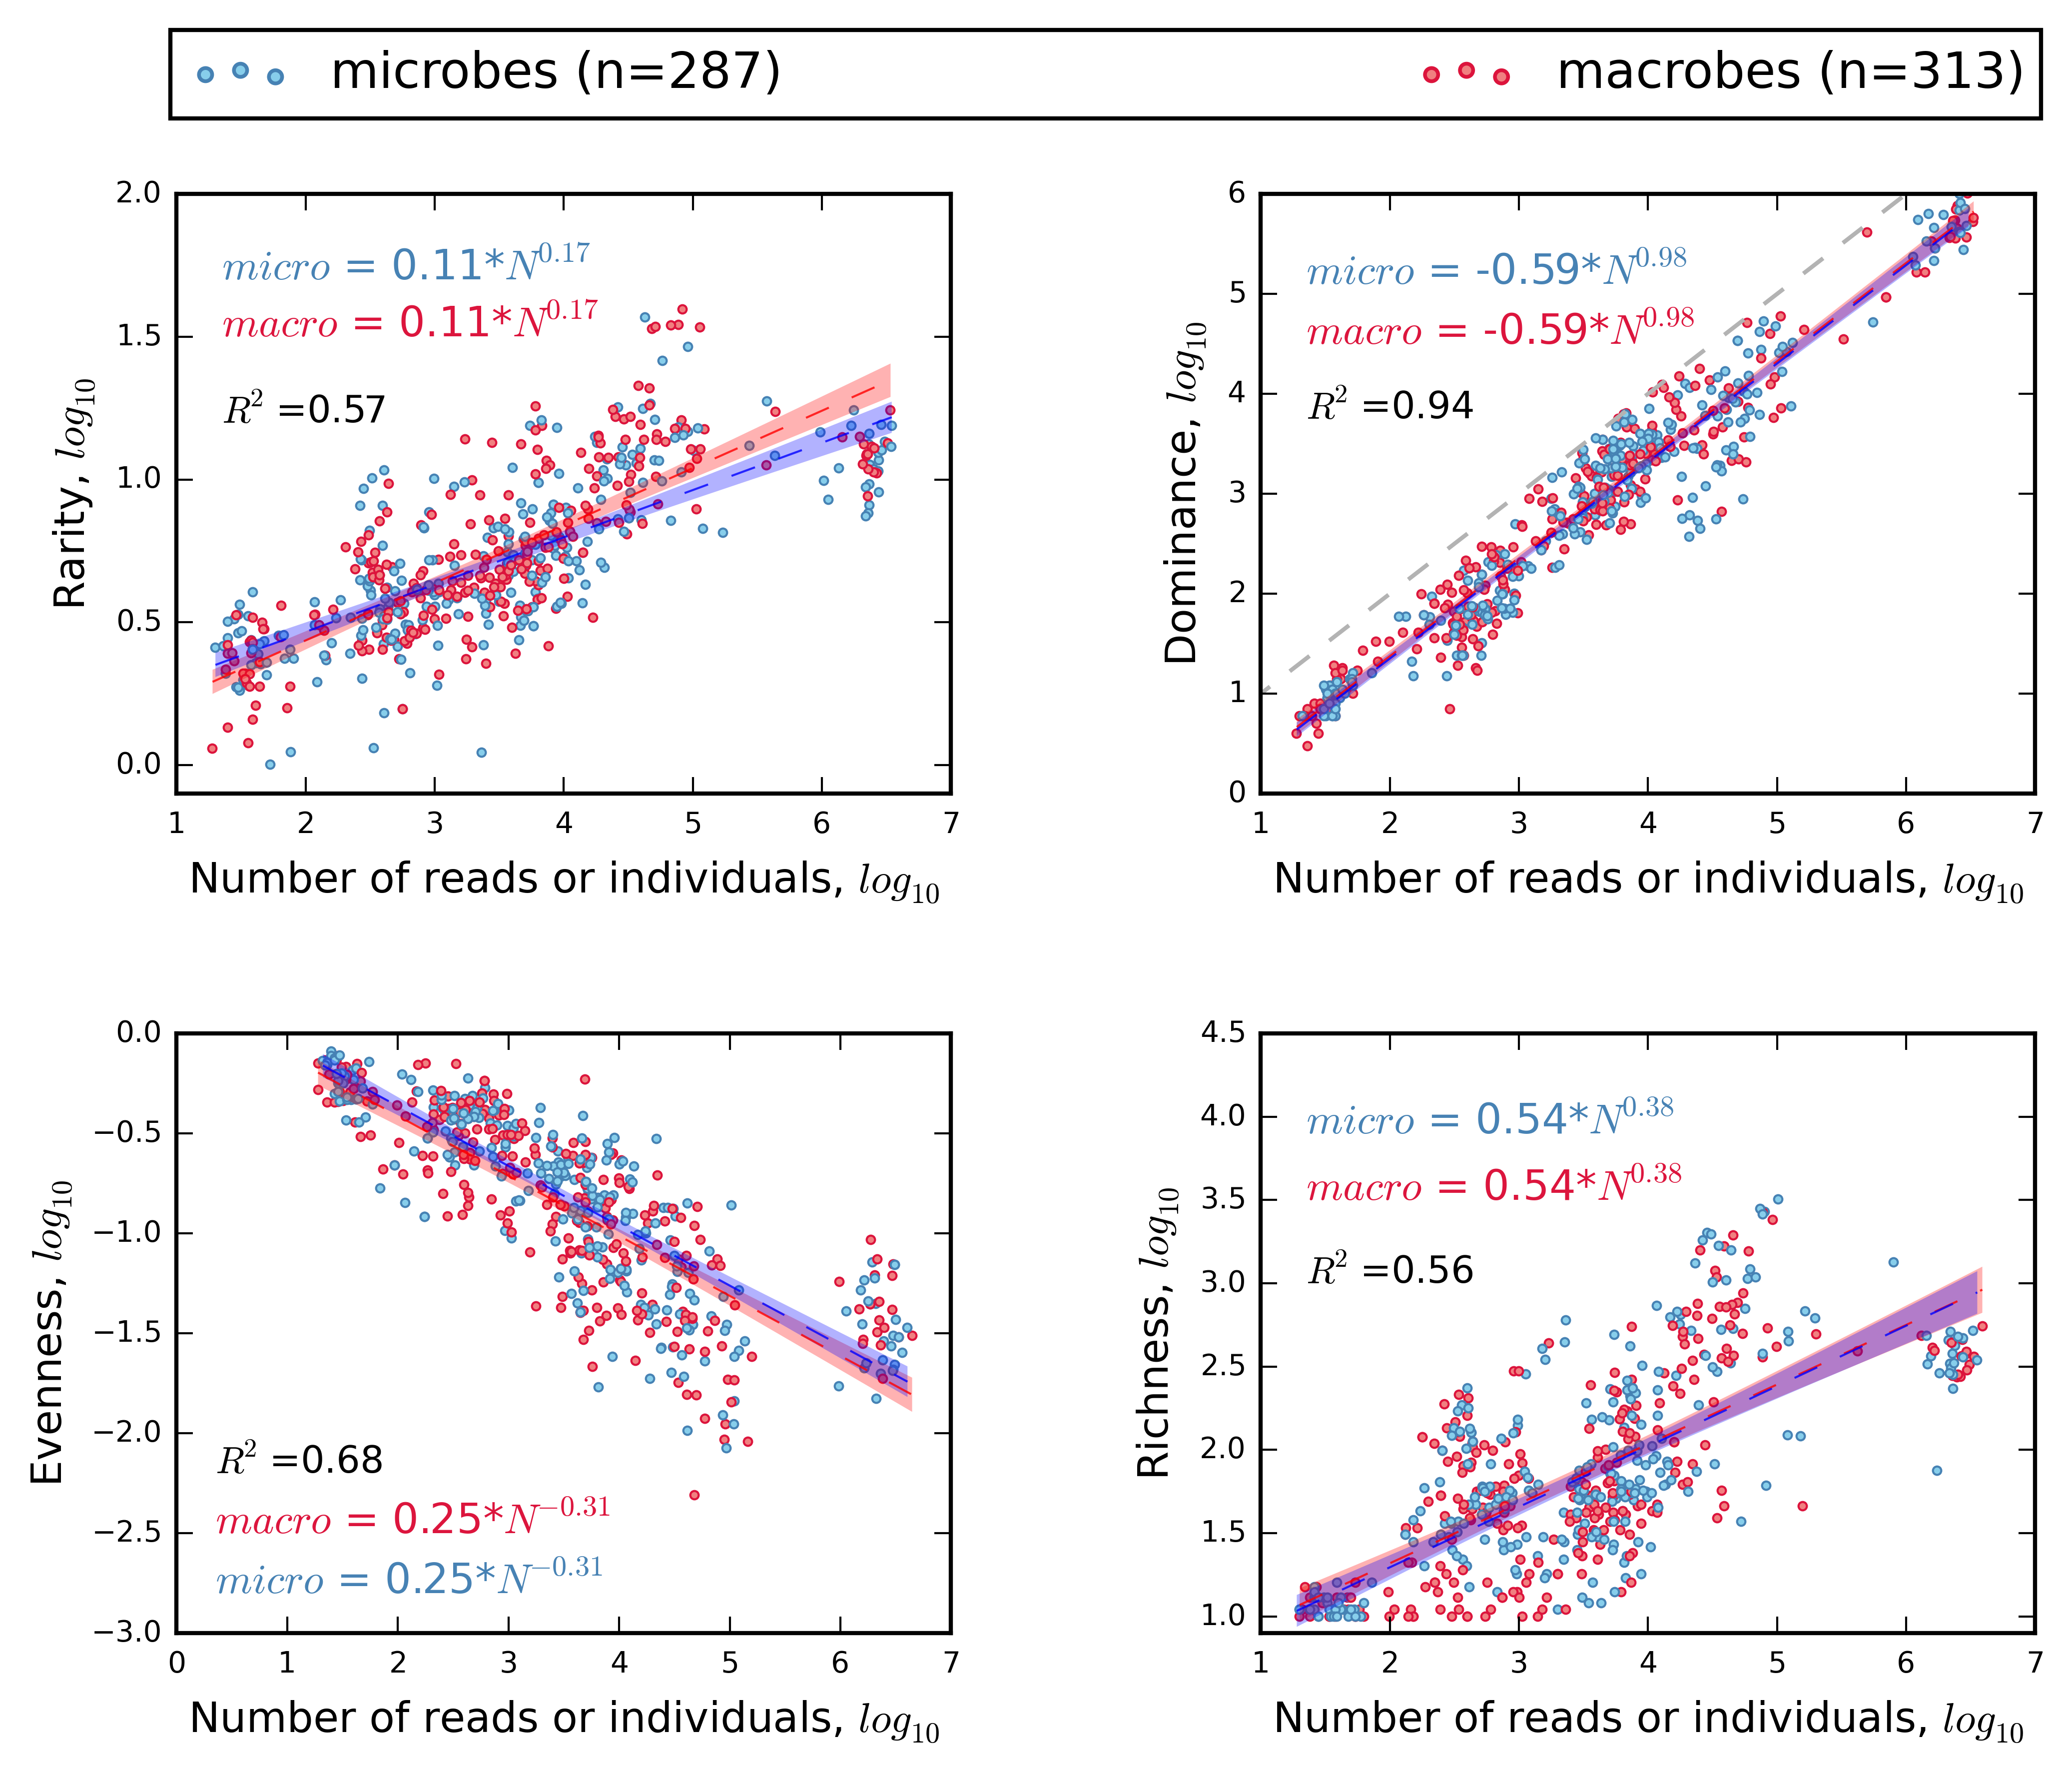 microbes (n=287) macrobes (n=313)
2.0
1.5
1.0
0.5
0.0
Rarity, log₁₀
micro = 0.11*N^0.17
macro = 0.11*N^0.17
R² =0.57
1 2 3 4 5 6 7
Number of reads or individuals, log₁₀
6
5
4
3
2
1
0
Dominance, log₁₀
micro = -0.59*N^0.98
macro = -0.59*N^0.98
R² =0.94
1 2 3 4 5 6 7
Number of reads or individuals, log₁₀
0.0
−0.5
−1.0
−1.5
−2.0
−2.5
−3.0
Evenness, log₁₀
R² =0.68
macro = 0.25*N^−0.31
micro = 0.25*N^−0.31
0 1 2 3 4 5 6 7
Number of reads or individuals, log₁₀
4.5
4.0
3.5
3.0
2.5
2.0
1.5
1.0
Richness, log₁₀
micro = 0.54*N^0.38
macro = 0.54*N^0.38
R² =0.56
1 2 3 4 5 6 7
Number of reads or individuals, log₁₀